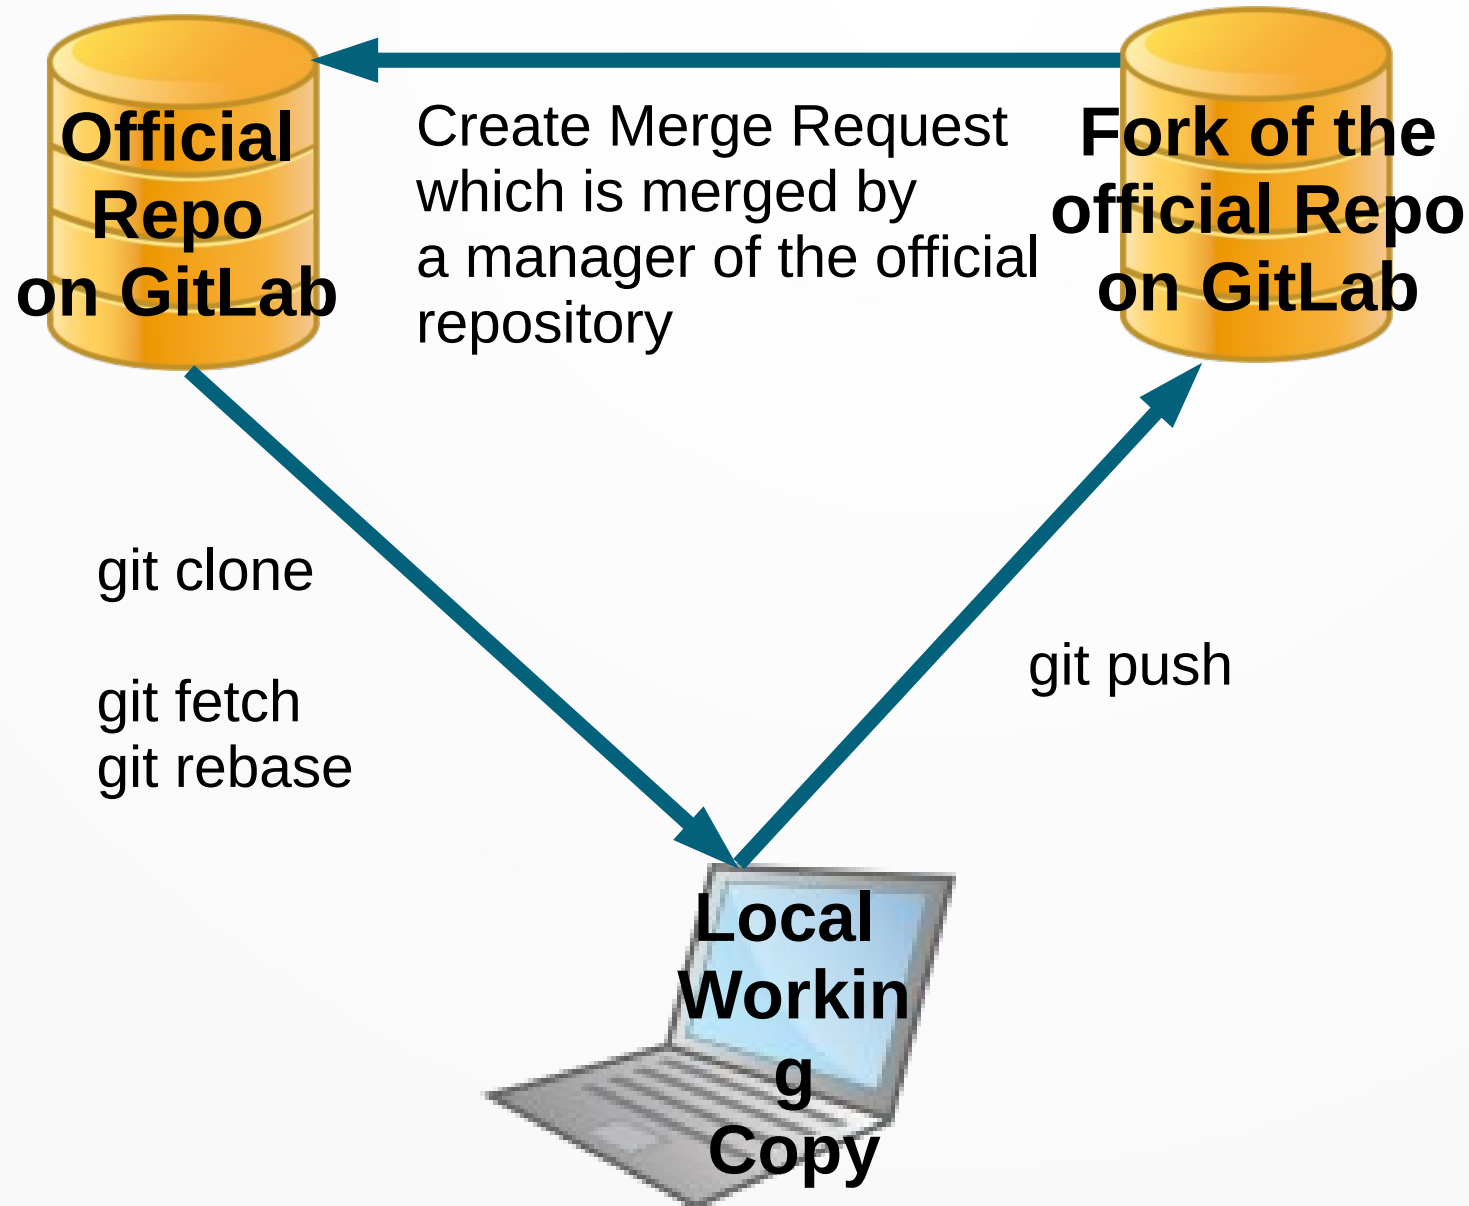 Official
Repo
on GitLab
Create Merge Request
which is merged by
a manager of the official
repository
Fork of the
official Repo
on GitLab
git clone
git fetch
git rebase
git push
Local
Workin
g
Copy